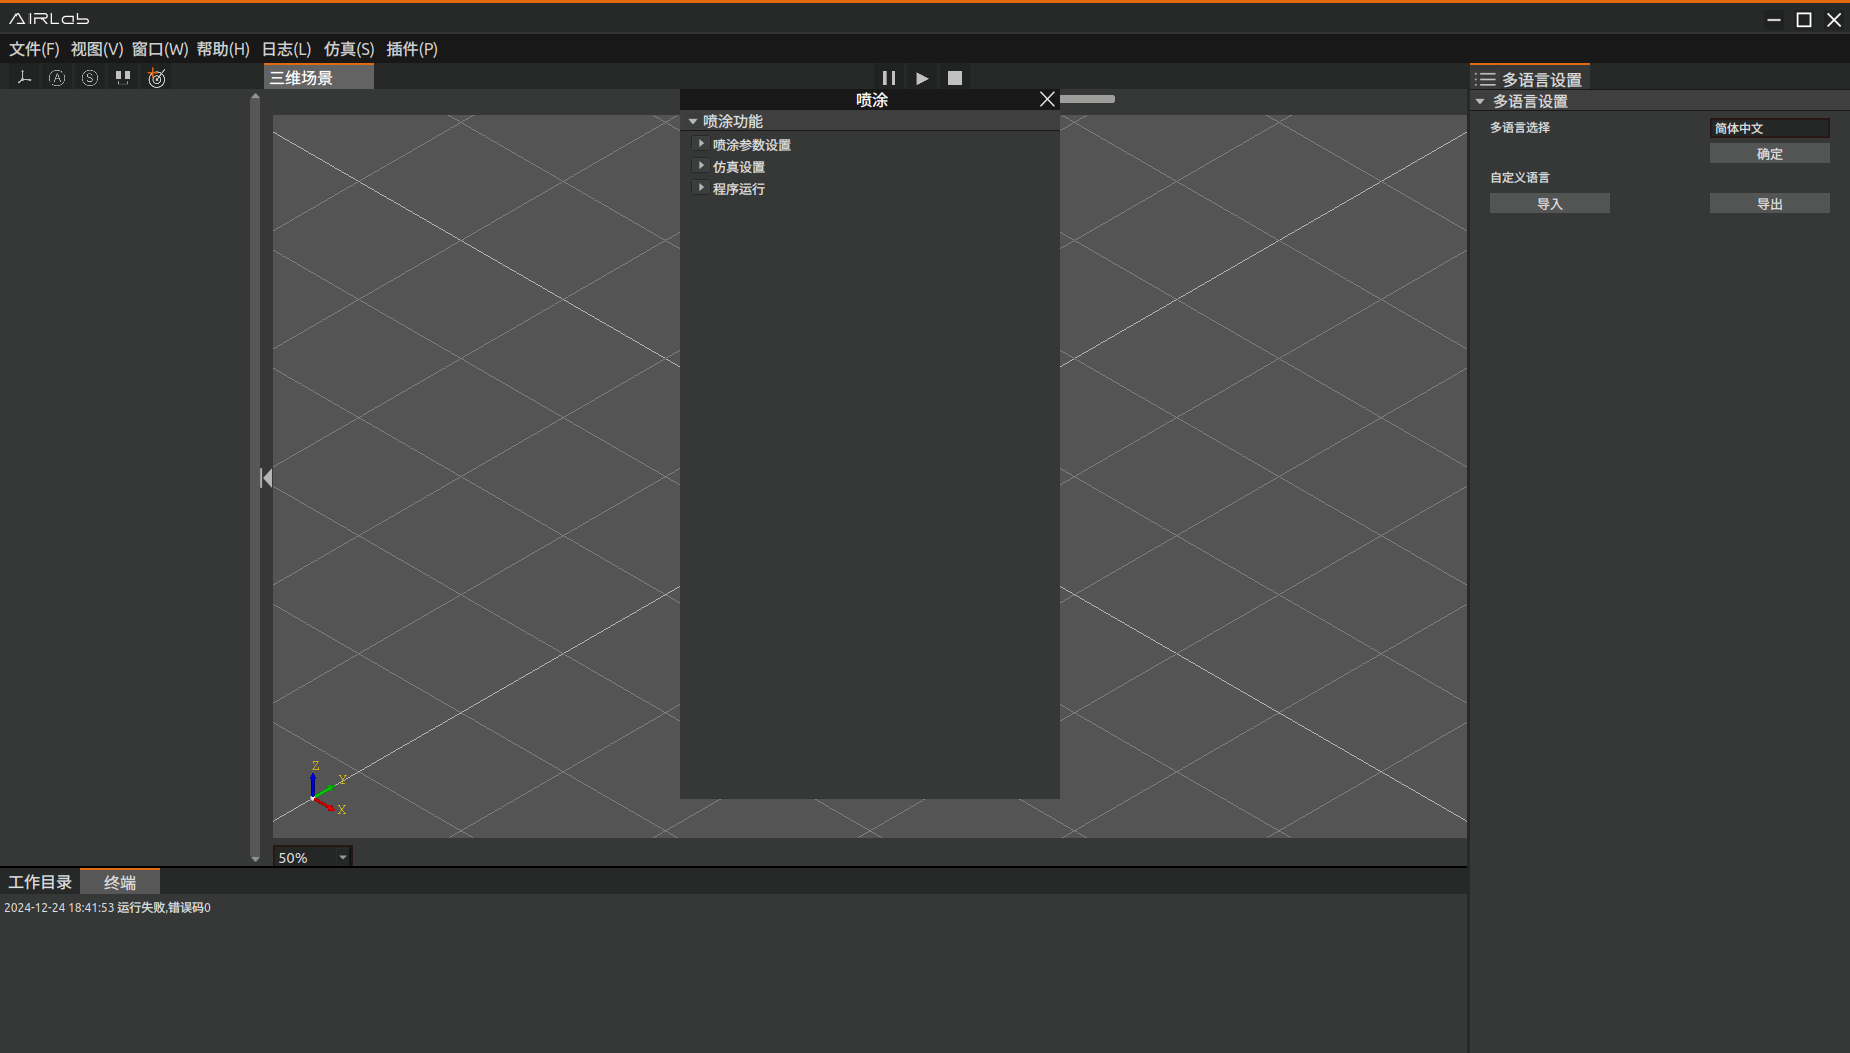 AIRLab
文件(F) 视图(V) 窗口(W) 帮助(H) 日志(L) 仿真(S) 插件(P)
三维场景
喷涂
喷涂功能
喷涂参数设置
仿真设置
程序运行
Z
Y
X
50%
多语言设置
多语言设置
多语言选择
简体中文
确定
自定义语言
导入 导出
工作目录 终端
2024-12-24 18:41:53 运行失败,错误码0